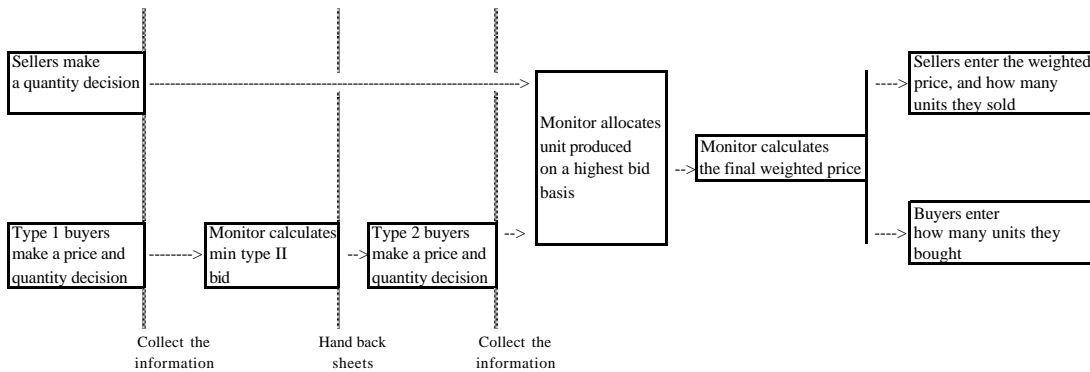 Sellers make
a quantity decision
Type 1 buyers
make a price and
quantity decision
Monitor calculates
min type II
bid
Type 2 buyers
make a price and
quantity decision
Monitor allocates
unit produced
on a highest bid
basis
Monitor calculates
the final weighted price
Sellers enter the weighted
price, and how many
units they sold
Buyers enter
how many units they
bought
Collect the
information
Hand back
sheets
Collect the
information